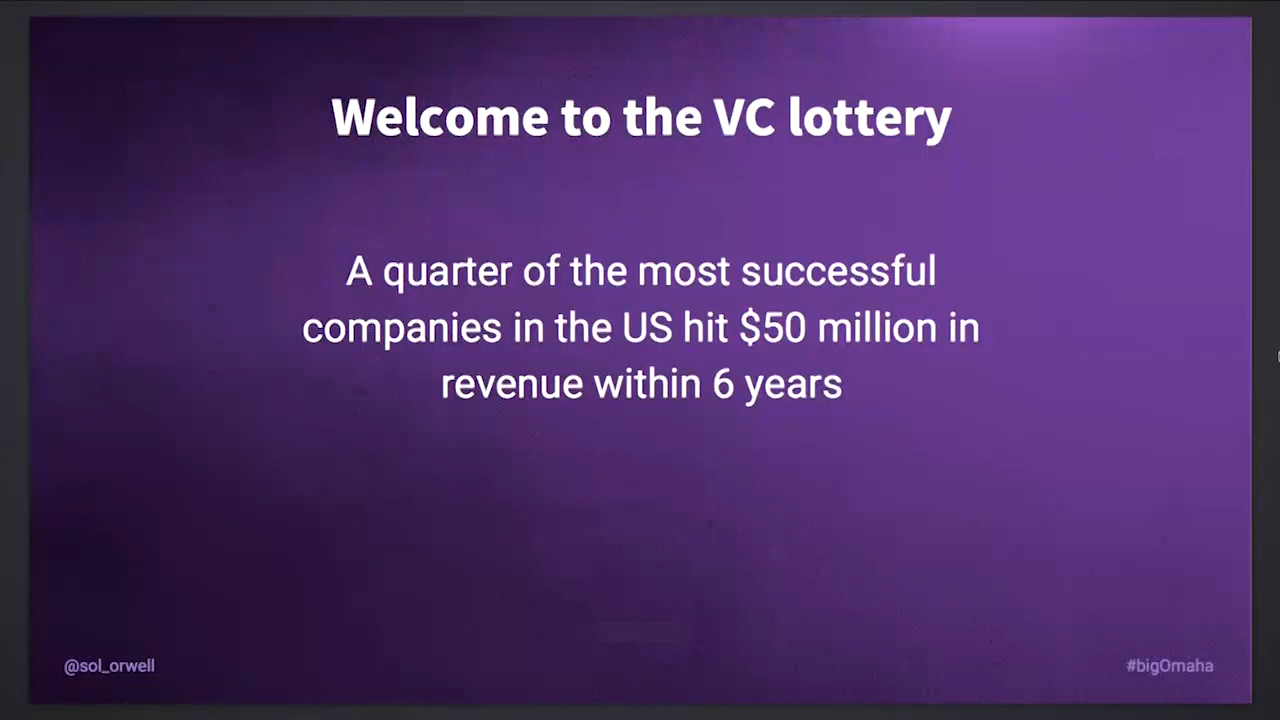 Welcome to the VC lottery
A quarter of the most successful
companies in the US hit $50 million in
revenue within 6 years
@sol_orwell
#bigOmaha